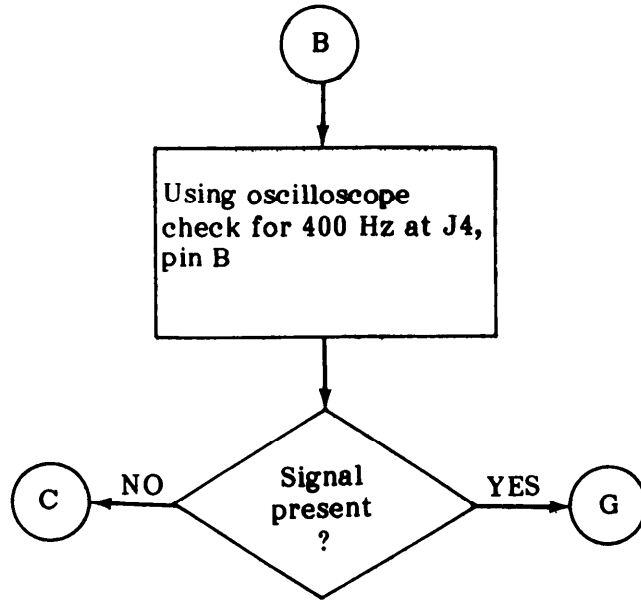 B
Using oscilloscope
check for 400 Hz at J4,
pin B
Signal
present
?
NO
YES
C
G